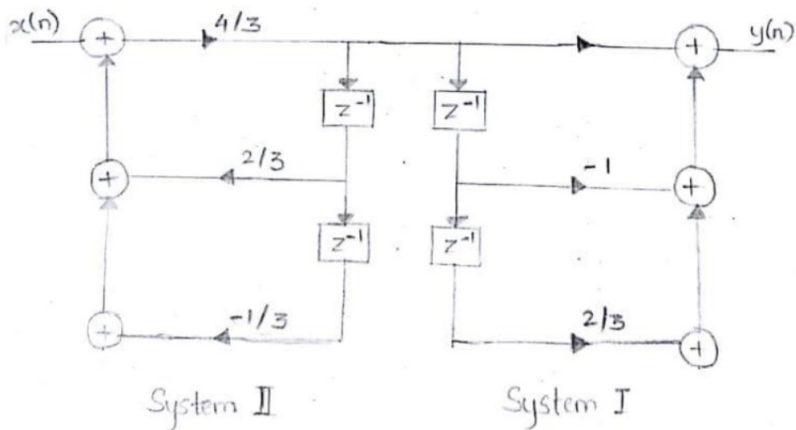 x(n) 4/3 y(n)
z⁻¹ z⁻¹
2/3 -1
z⁻¹ z⁻¹
-1/3 2/3
System II System I